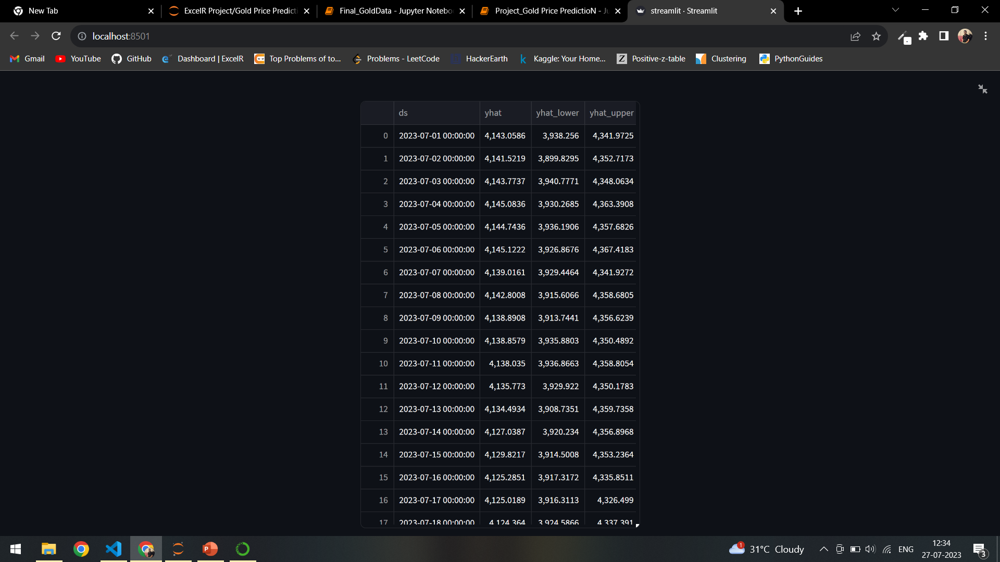 New Tab
ExcelR Project/Gold Price Predicti
Final_GoldData - Jupyter Notebo
Project_Gold Price PredictioN - Ju
streamlit · Streamlit
localhost:8501
Gmail
YouTube
GitHub
Dashboard | ExcelR
Top Problems of to...
Problems - LeetCode
HackerEarth
Kaggle: Your Home...
Z Positive-z-table
Clustering
PythonGuides
ds yhat yhat_lower yhat_upper
0 2023-07-01 00:00:00 4,143.0586 3,938.256 4,341.9725
1 2023-07-02 00:00:00 4,141.5219 3,899.8295 4,352.7173
2 2023-07-03 00:00:00 4,143.7737 3,940.7771 4,348.0634
3 2023-07-04 00:00:00 4,145.0836 3,930.2685 4,363.3908
4 2023-07-05 00:00:00 4,144.7436 3,936.1906 4,357.6826
5 2023-07-06 00:00:00 4,145.1222 3,926.8676 4,367.4183
6 2023-07-07 00:00:00 4,139.0161 3,929.4464 4,341.9272
7 2023-07-08 00:00:00 4,142.8008 3,915.6066 4,358.6805
8 2023-07-09 00:00:00 4,138.8908 3,913.7441 4,356.6239
9 2023-07-10 00:00:00 4,138.8579 3,935.8803 4,350.4892
10 2023-07-11 00:00:00 4,138.035 3,936.8663 4,358.8054
11 2023-07-12 00:00:00 4,135.773 3,929.922 4,350.1783
12 2023-07-13 00:00:00 4,134.4934 3,908.7351 4,359.7358
13 2023-07-14 00:00:00 4,127.0387 3,920.234 4,356.8968
14 2023-07-15 00:00:00 4,129.8217 3,914.5008 4,353.2364
15 2023-07-16 00:00:00 4,125.2851 3,917.3172 4,335.8511
16 2023-07-17 00:00:00 4,125.0189 3,916.3113 4,326.499
17 2023-07-18 00:00:00 4,124.364 3,924.5866 4,337.391
1
31°C Cloudy
ENG
12:34
27-07-2023
3